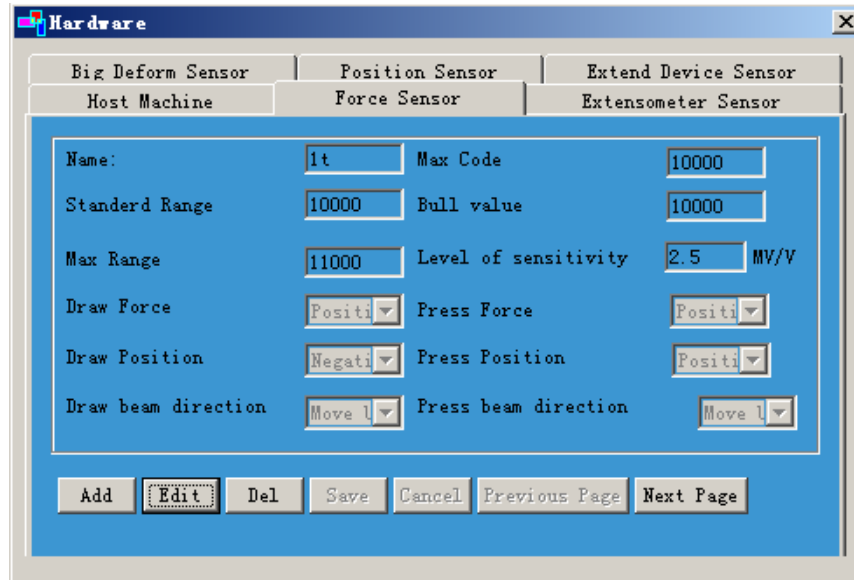 Hardware
Big Deform Sensor Position Sensor Extend Device Sensor
Host Machine Force Sensor Extensometer Sensor
Name: 1t Max Code 10000
Standerd Range 10000 Bull value 10000
Max Range 11000 Level of sensitivity 2.5 MV/V
Draw Force Positi Press Force Positi
Draw Position Negati Press Position Positi
Draw beam direction Move l Press beam direction Move l
Add Edit Del Save Cancel Previous Page Next Page